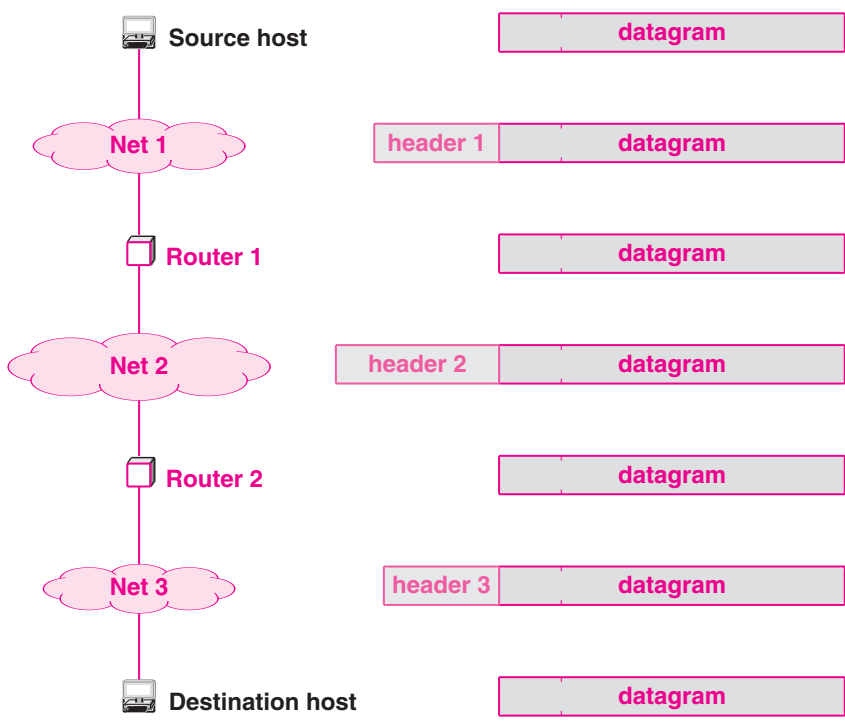 Source host datagram
Net 1 header 1 datagram
Router 1 datagram
Net 2 header 2 datagram
Router 2 datagram
Net 3 header 3 datagram
Destination host datagram